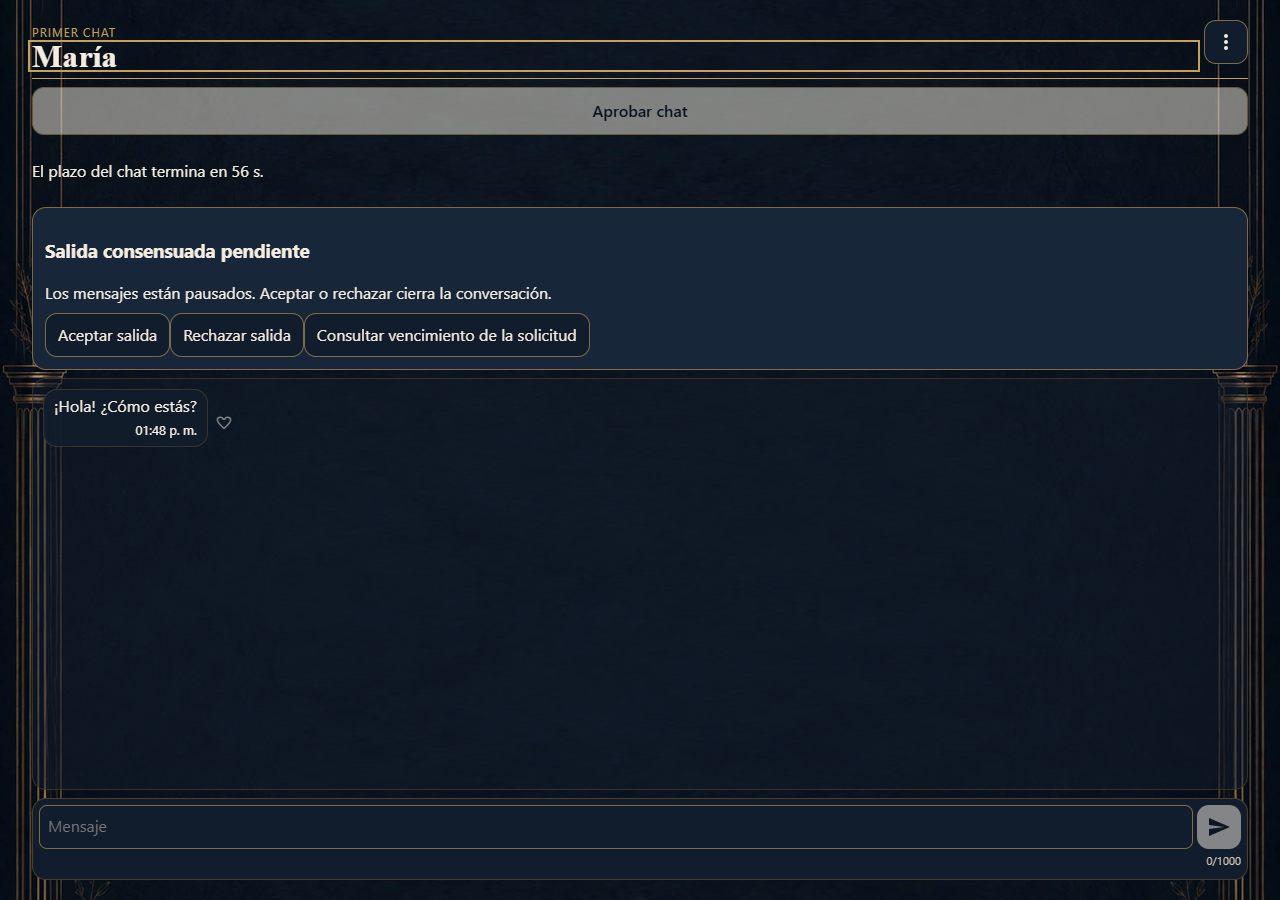 PRIMER CHAT
María
Aprobar chat
El plazo del chat termina en 56 s.
Salida consensuada pendiente
Los mensajes están pausados. Aceptar o rechazar cierra la conversación.
Aceptar salida
Rechazar salida
Consultar vencimiento de la solicitud
¡Hola! ¿Cómo estás?
01:48 p. m.
Mensaje
0/1000